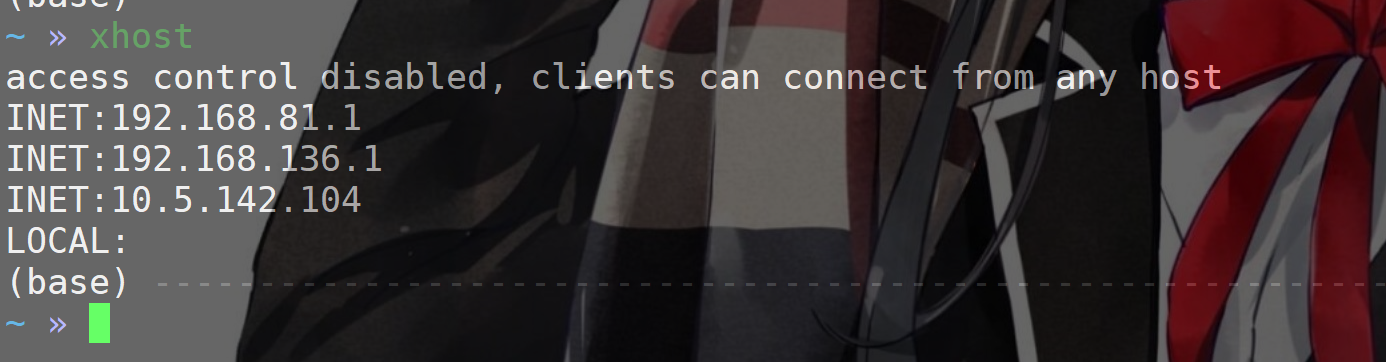 (base)
~ » xhost
access control disabled, clients can connect from any host
INET:192.168.81.1
INET:192.168.136.1
INET:10.5.142.104
LOCAL:
(base) ----------------------------------------------------------
~ »